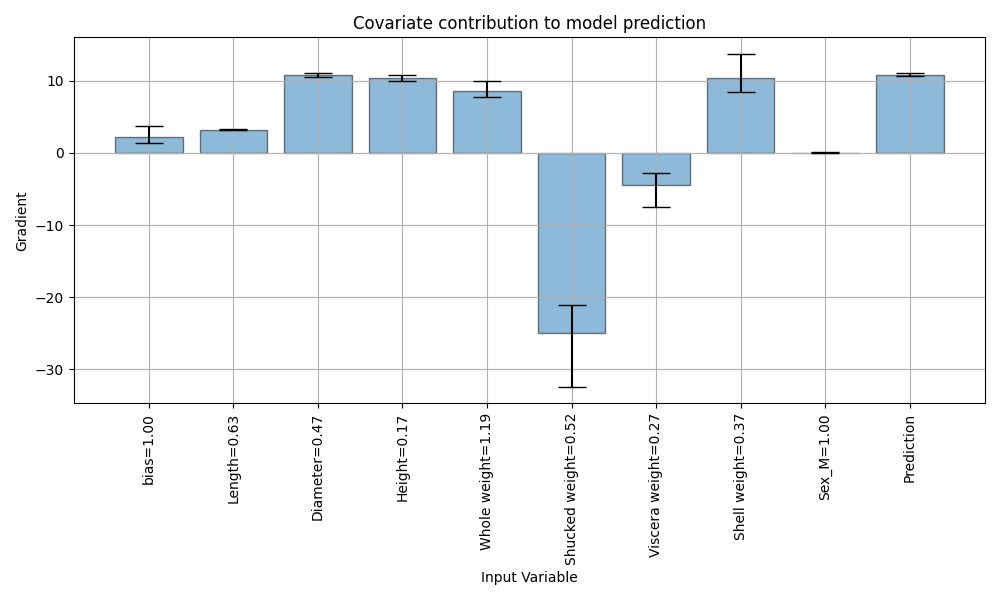 Covariate contribution to model prediction
Gradient
10
0
−10
−20
−30
bias=1.00
Length=0.63
Diameter=0.47
Height=0.17
Whole weight=1.19
Shucked weight=0.52
Viscera weight=0.27
Shell weight=0.37
Sex_M=1.00
Prediction
Input Variable